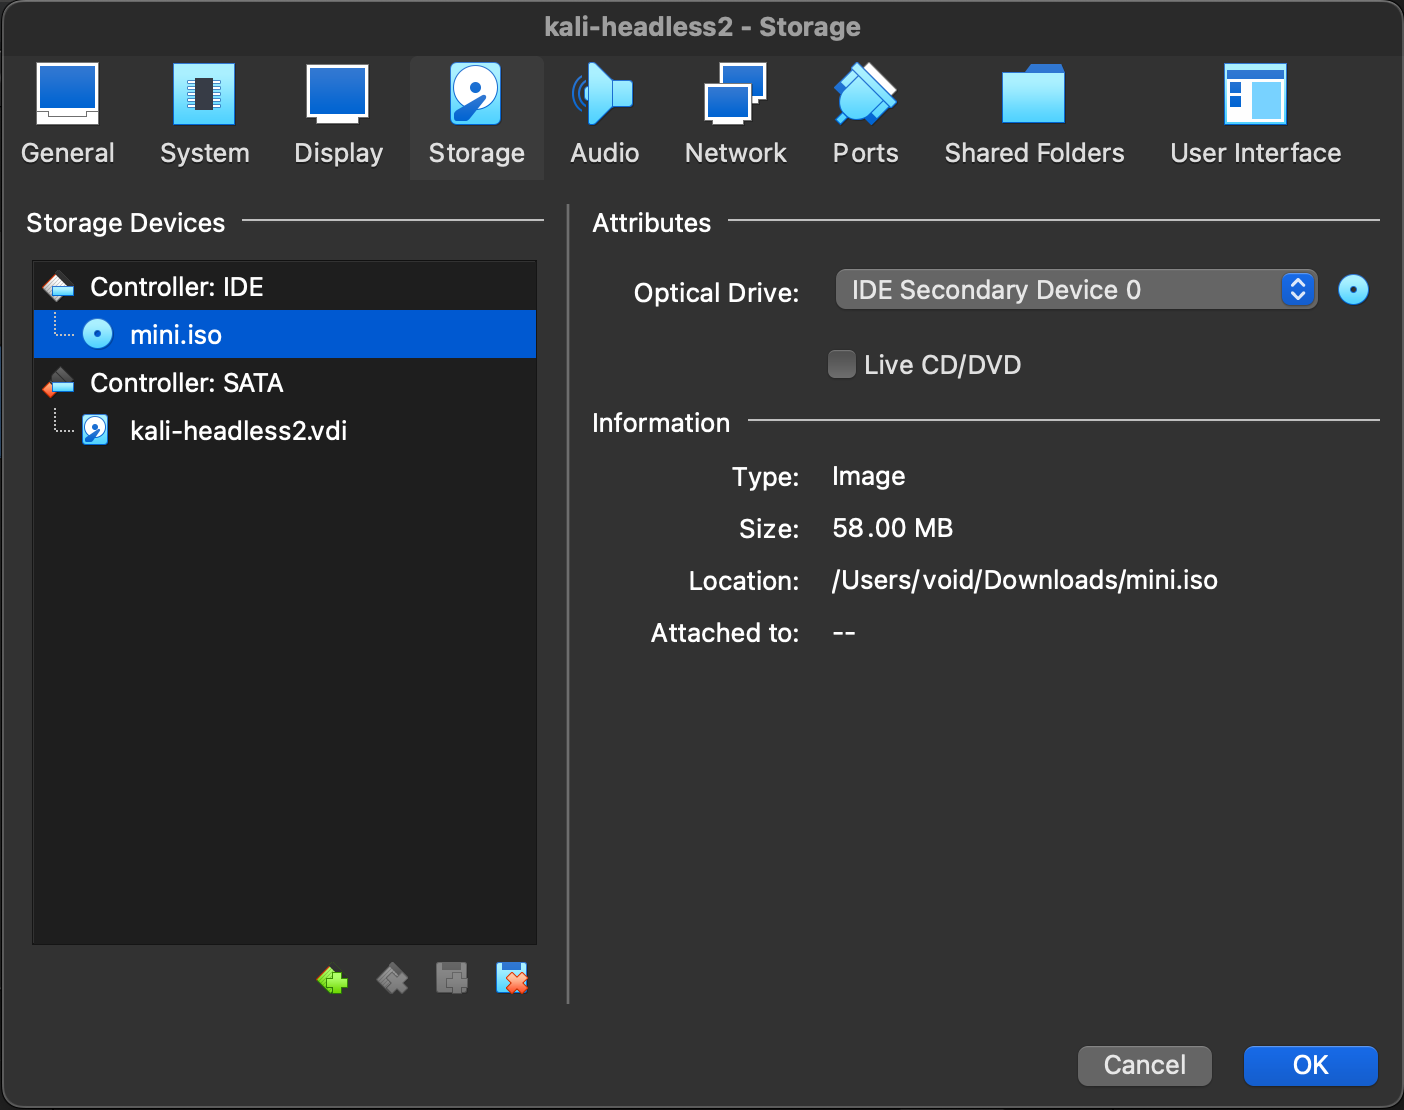 kali-headless2 - Storage
General
System
Display
Storage
Audio
Network
Ports
Shared Folders
User Interface
Storage Devices
Controller: IDE
mini.iso
Controller: SATA
kali-headless2.vdi
Attributes
Optical Drive: IDE Secondary Device 0
Live CD/DVD
Information
Type: Image
Size: 58.00 MB
Location: /Users/void/Downloads/mini.iso
Attached to: --
Cancel
OK